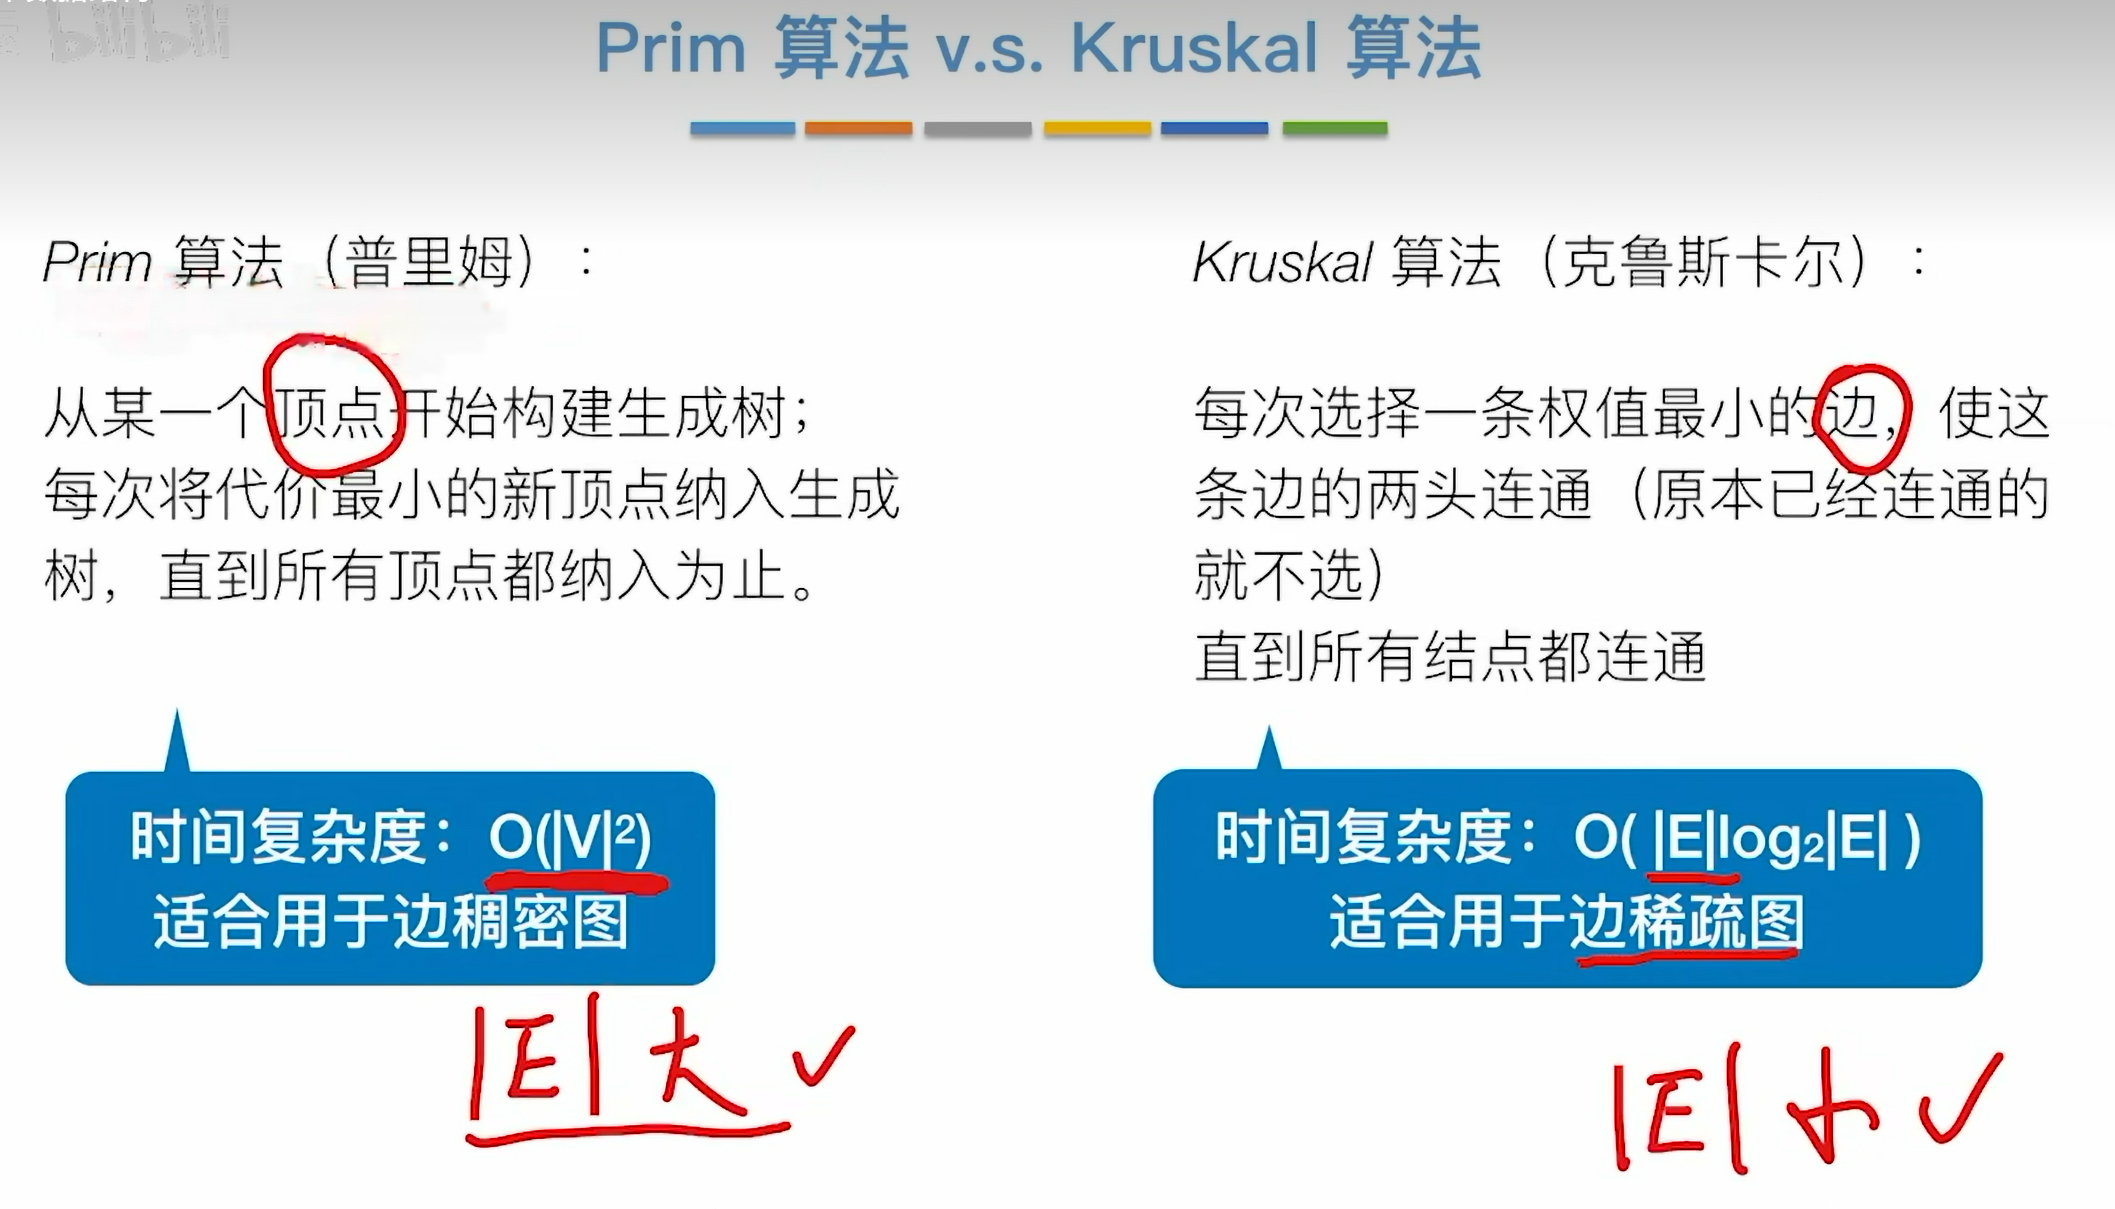 bilibili
Prim 算法 v.s. Kruskal 算法
Prim 算法（普里姆）：
从某一个顶点开始构建生成树；
每次将代价最小的新顶点纳入生成
树，直到所有顶点都纳入为止。
时间复杂度：O(|V|²)
适合用于边稠密图
|E| 大 ✓
Kruskal 算法（克鲁斯卡尔）：
每次选择一条权值最小的边，使这
条边的两头连通（原本已经连通的
就不选）
直到所有结点都连通
时间复杂度：O( |E|log₂|E| )
适合用于边稀疏图
|E| 小 ✓